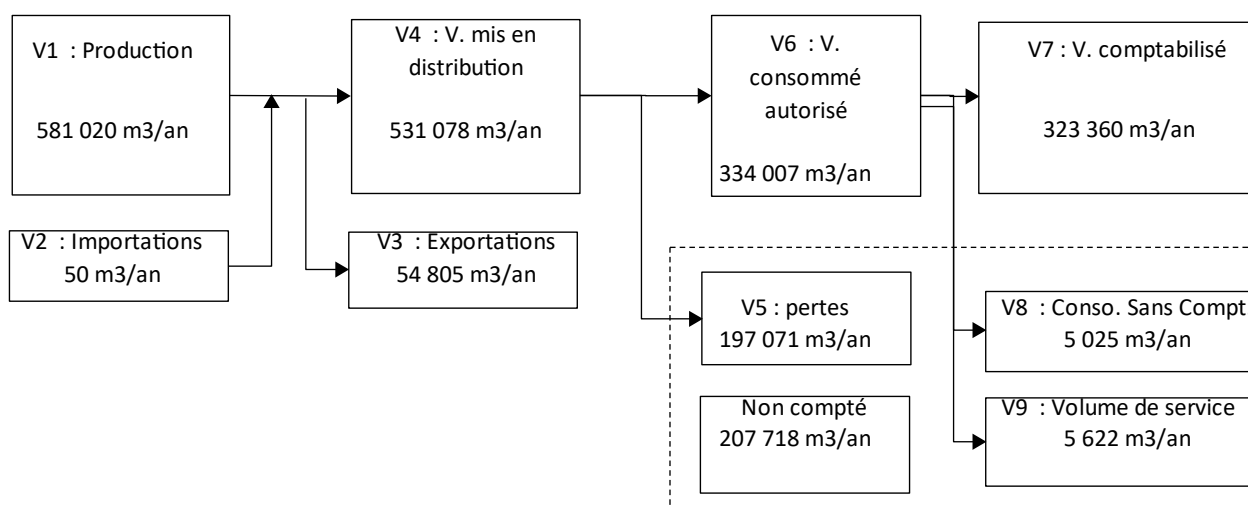 V1 : Production
581 020 m3/an
V4 : V. mis en
distribution
531 078 m3/an
V6 : V.
consommé
autorisé
334 007 m3/an
V7 : V. comptabilisé
323 360 m3/an
V2 : Importations
50 m3/an
V3 : Exportations
54 805 m3/an
V5 : pertes
197 071 m3/an
V8 : Conso. Sans Compt
5 025 m3/an
Non compté
207 718 m3/an
V9 : Volume de service
5 622 m3/an